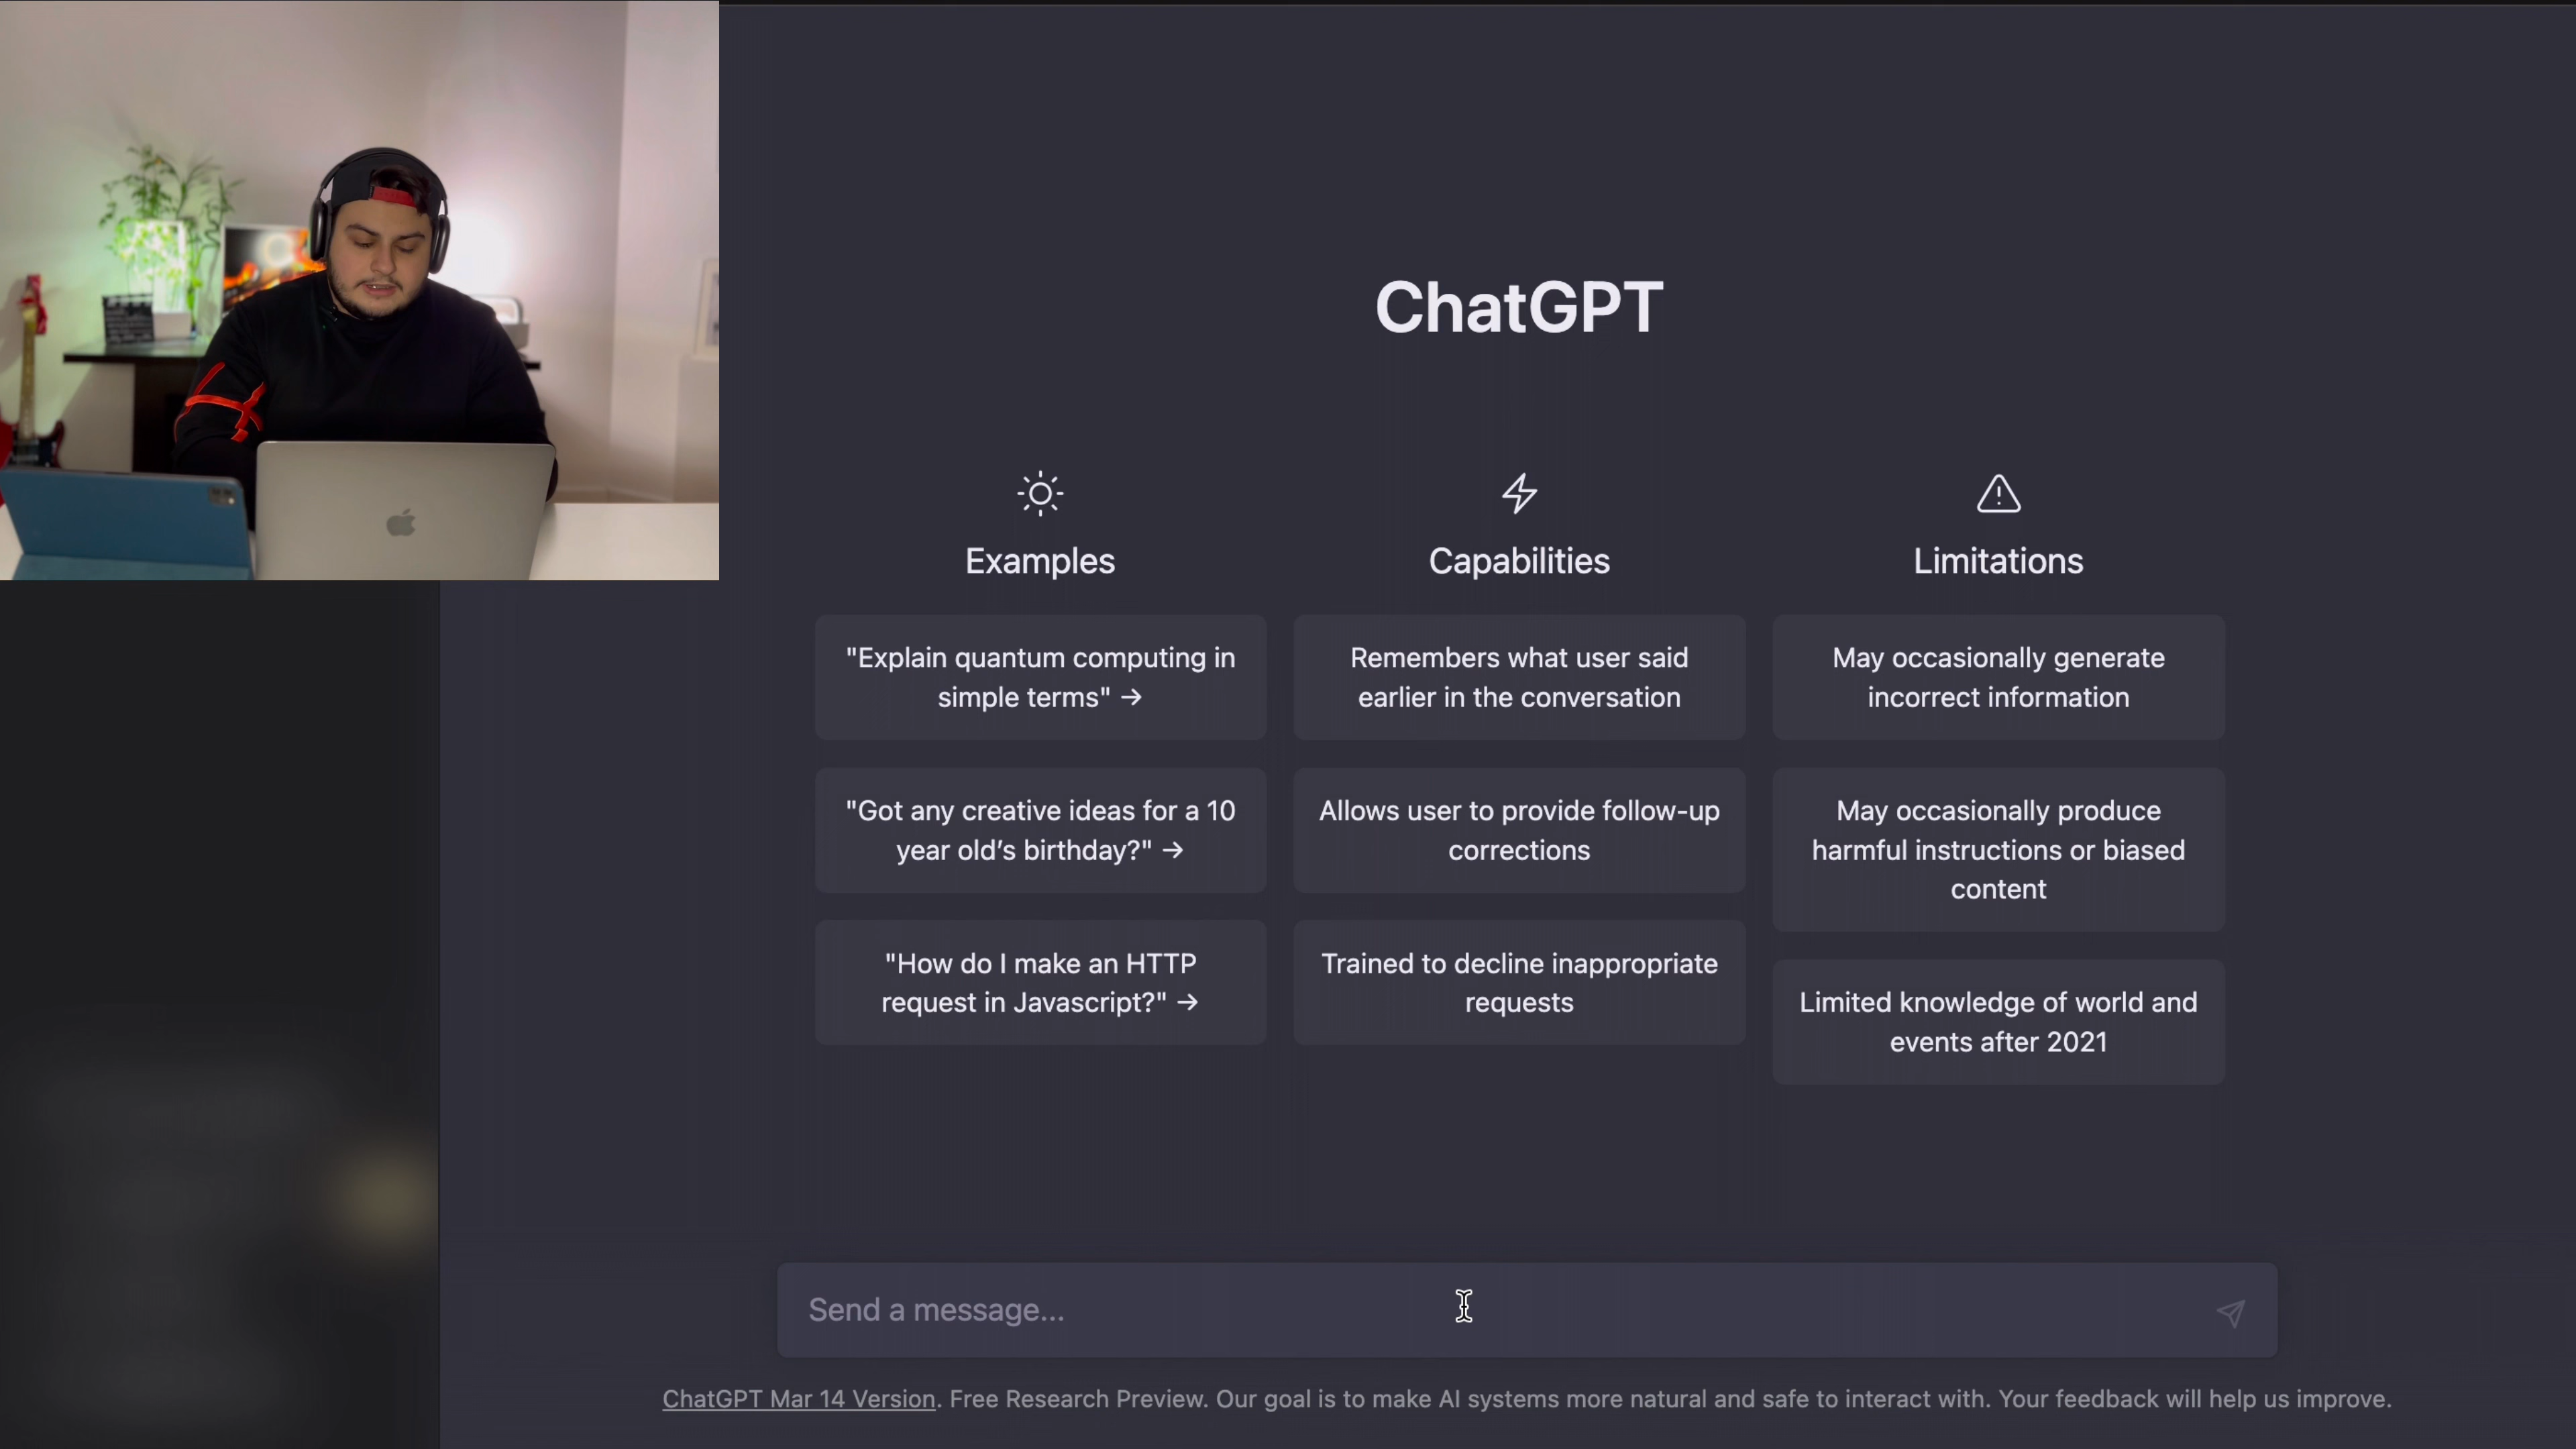 ChatGPT
Examples
"Explain quantum computing in
simple terms" →
"Got any creative ideas for a 10
year old’s birthday?" →
"How do I make an HTTP
request in Javascript?" →
Capabilities
Remembers what user said
earlier in the conversation
Allows user to provide follow-up
corrections
Trained to decline inappropriate
requests
Limitations
May occasionally generate
incorrect information
May occasionally produce
harmful instructions or biased
content
Limited knowledge of world and
events after 2021
Send a message...
ChatGPT Mar 14 Version. Free Research Preview. Our goal is to make AI systems more natural and safe to interact with. Your feedback will help us improve.